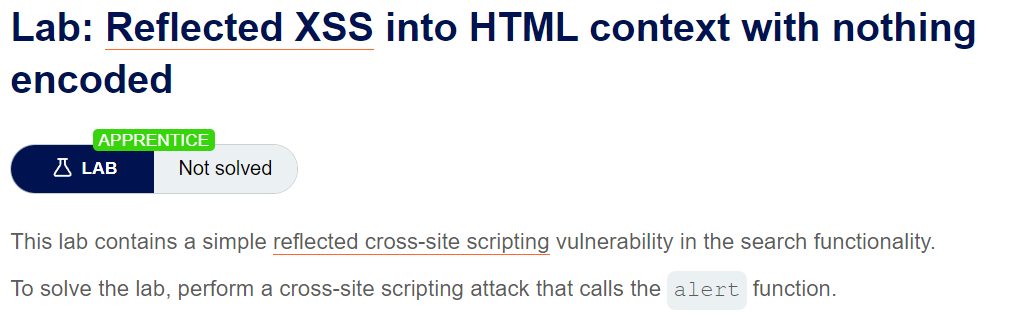 Lab: Reflected XSS into HTML context with nothing
encoded
APPRENTICE
LAB Not solved
This lab contains a simple reflected cross-site scripting vulnerability in the search functionality.
To solve the lab, perform a cross-site scripting attack that calls the alert function.